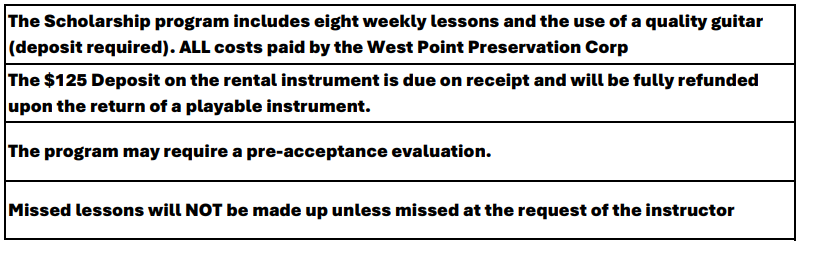 The Scholarship program includes eight weekly lessons and the use of a quality guitar
(deposit required). ALL costs paid by the West Point Preservation Corp
The $125 Deposit on the rental instrument is due on receipt and will be fully refunded
upon the return of a playable instrument.
The program may require a pre-acceptance evaluation.
Missed lessons will NOT be made up unless missed at the request of the instructor